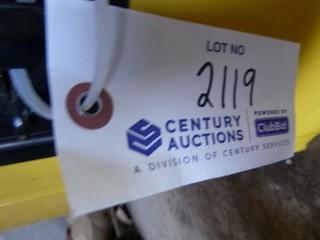 LOT NO
2119
CENTURY
AUCTIONS
POWERED BY
ClubBid
A DIVISION OF CENTURY SERVICES